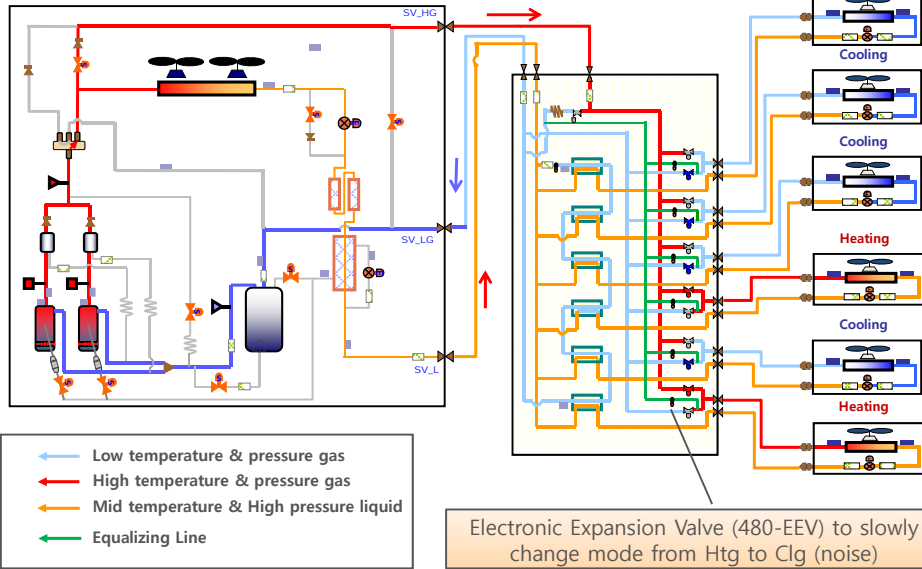 SV_HG
Cooling
Cooling
SV_LG
Heating
Cooling
SV_L
Heating
Low temperature & pressure gas
High temperature & pressure gas
Mid temperature & High pressure liquid
Equalizing Line
Electronic Expansion Valve (480-EEV) to slowly
change mode from Htg to Clg (noise)